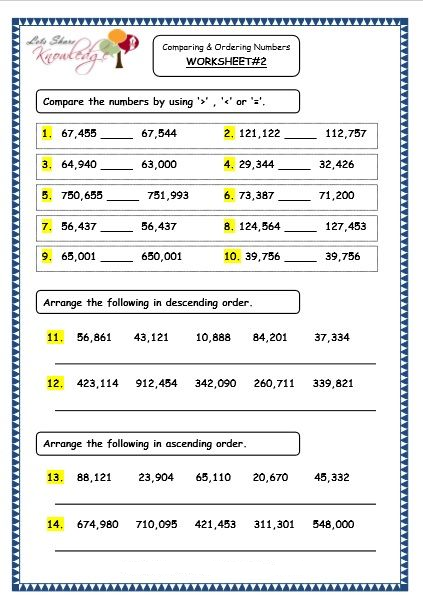 Lets Share
Knowledge
Comparing & Ordering Numbers
WORKSHEET#2
Compare the numbers by using '>' , '<' or '='.
1. 67,455 _____ 67,544 2. 121,122 _____ 112,757
3. 64,940 _____ 63,000 4. 29,344 _____ 32,426
5. 750,655 _____ 751,993 6. 73,387 _____ 71,200
7. 56,437 _____ 56,437 8. 124,564 _____ 127,453
9. 65,001 _____ 650,001 10. 39,756 _____ 39,756
Arrange the following in descending order.
11. 56,861 43,121 10,888 84,201 37,334
12. 423,114 912,454 342,090 260,711 339,821
Arrange the following in ascending order.
13. 88,121 23,904 65,110 20,670 45,332
14. 674,980 710,095 421,453 311,301 548,000